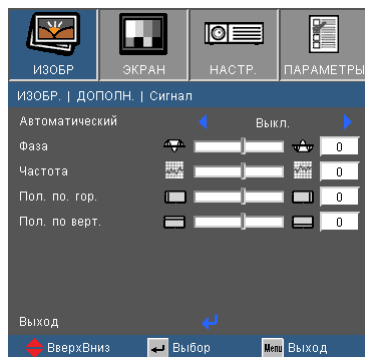 ИЗОБР ЭКРАН НАСТР. ПАРАМЕТРЫ
ИЗОБР. | ДОПОЛН. | Сигнал
Автоматический Выкл.
Фаза 0
Частота 0
Пол. по. гор. 0
Пол. по верт. 0
Выход
ВверхВниз Выбор Menu Выход